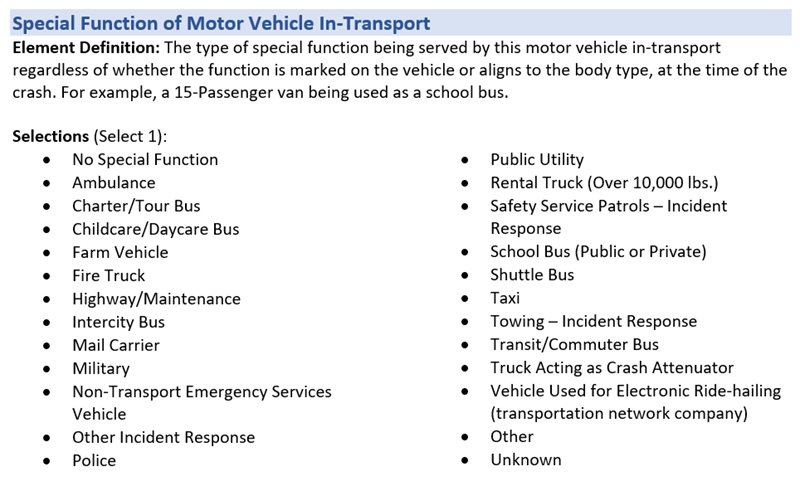 Special Function of Motor Vehicle In-Transport
Element Definition: The type of special function being served by this motor vehicle in-transport
regardless of whether the function is marked on the vehicle or aligns to the body type, at the time of the
crash. For example, a 15-Passenger van being used as a school bus.
Selections (Select 1):
• No Special Function
• Ambulance
• Charter/Tour Bus
• Childcare/Daycare Bus
• Farm Vehicle
• Fire Truck
• Highway/Maintenance
• Intercity Bus
• Mail Carrier
• Military
• Non-Transport Emergency Services
Vehicle
• Other Incident Response
• Police
• Public Utility
• Rental Truck (Over 10,000 lbs.)
• Safety Service Patrols – Incident
Response
• School Bus (Public or Private)
• Shuttle Bus
• Taxi
• Towing – Incident Response
• Transit/Commuter Bus
• Truck Acting as Crash Attenuator
• Vehicle Used for Electronic Ride-hailing
(transportation network company)
• Other
• Unknown